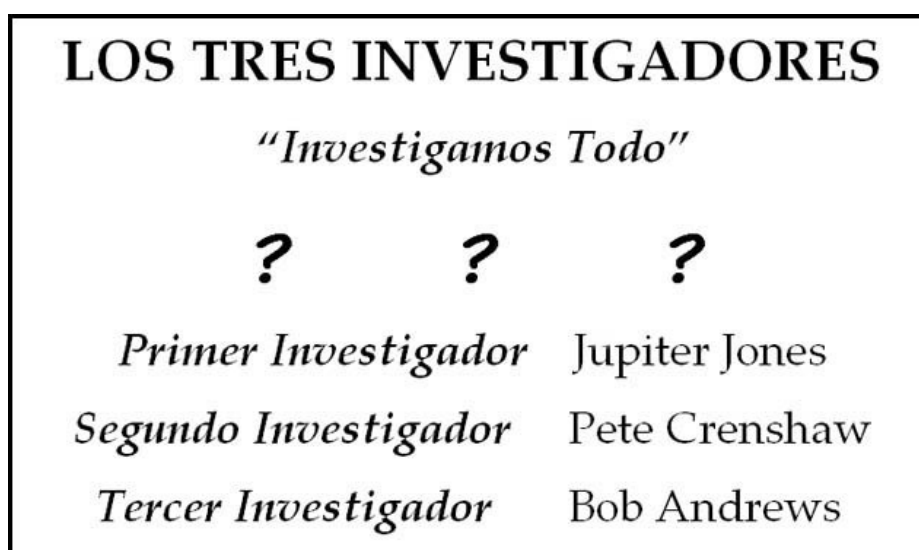 LOS TRES INVESTIGADORES
“Investigamos Todo”
? ? ?
Primer Investigador Jupiter Jones
Segundo Investigador Pete Crenshaw
Tercer Investigador Bob Andrews